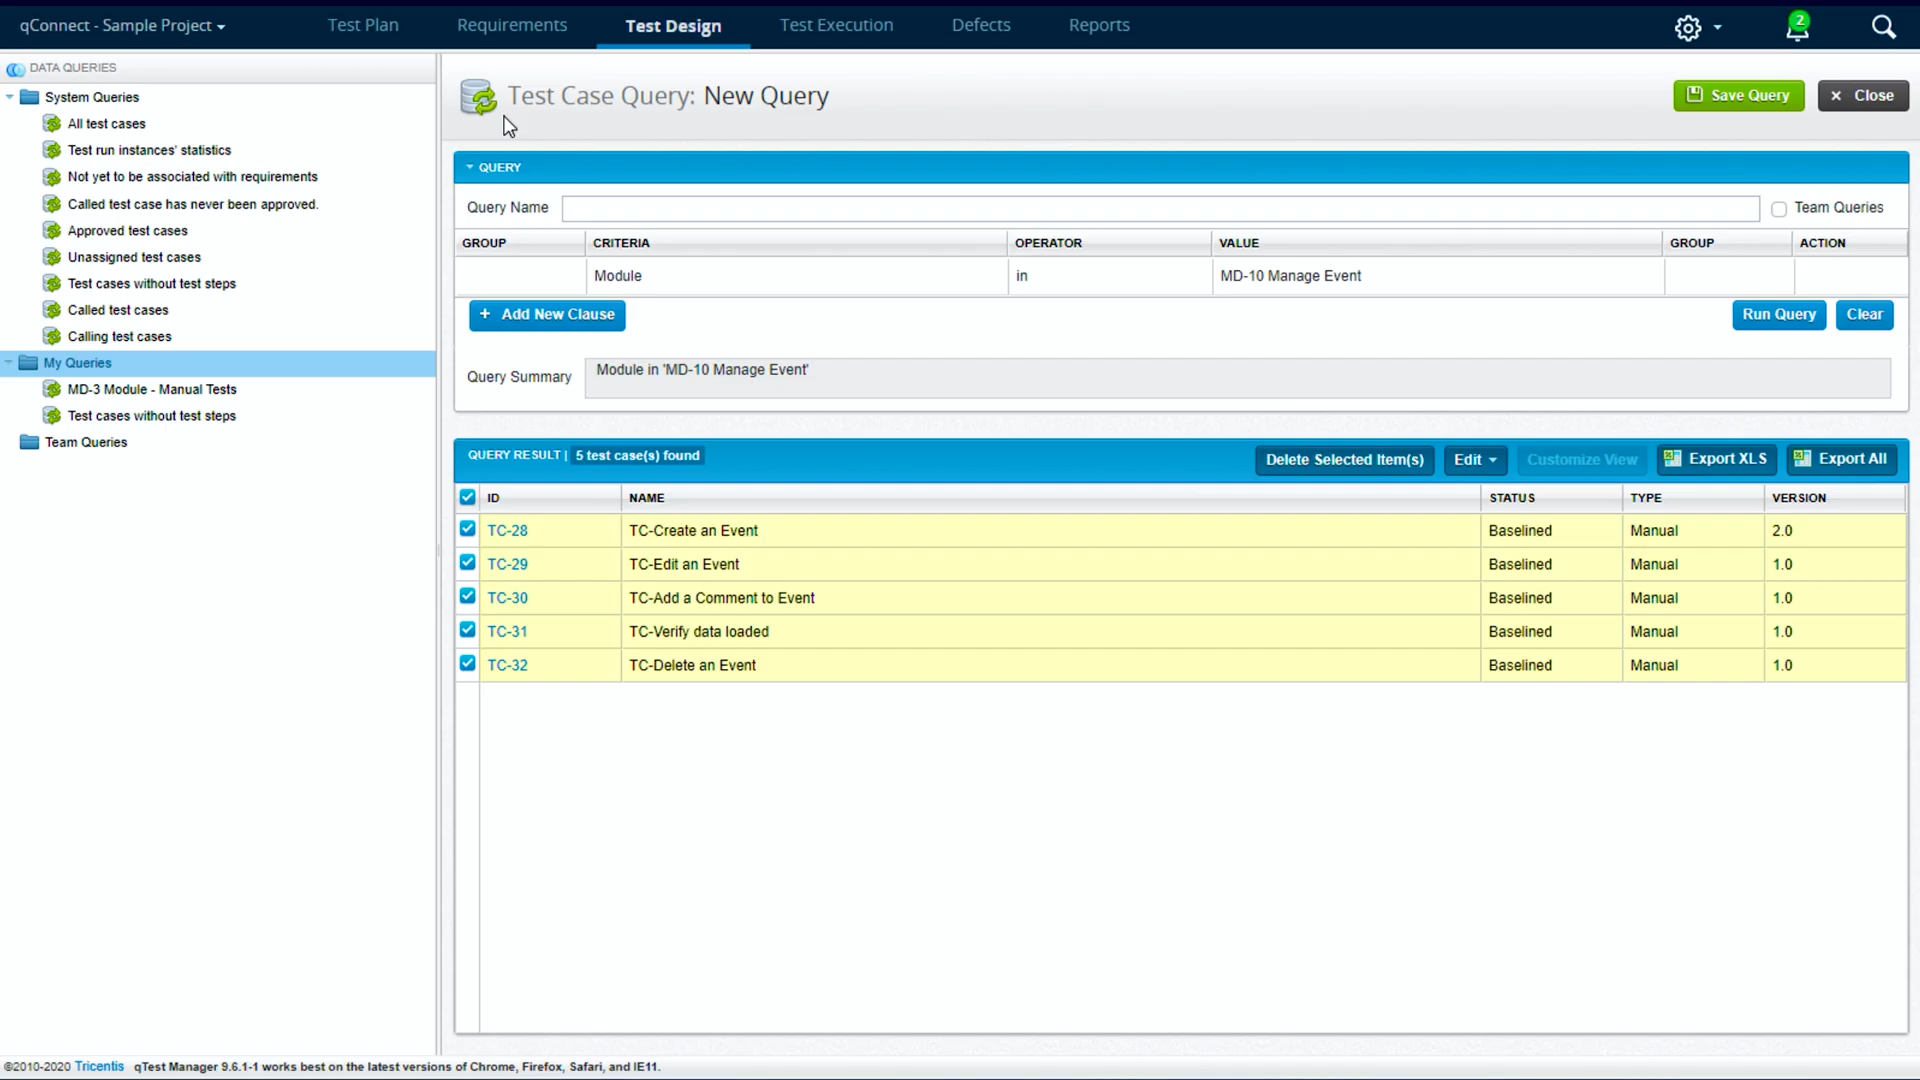 qConnect - Sample Project
Test Plan
Requirements
Test Design
Test Execution
Defects
Reports
2
DATA QUERIES
System Queries
All test cases
Test run instances' statistics
Not yet to be associated with requirements
Called test case has never been approved.
Approved test cases
Unassigned test cases
Test cases without test steps
Called test cases
Calling test cases
My Queries
MD-3 Module - Manual Tests
Test cases without test steps
Team Queries
Test Case Query: New Query
Save Query
× Close
QUERY
Query Name
Team Queries
GROUP CRITERIA OPERATOR VALUE GROUP ACTION
Module in MD-10 Manage Event
+ Add New Clause
Run Query
Clear
Query Summary
Module in 'MD-10 Manage Event'
QUERY RESULT | 5 test case(s) found
Delete Selected Item(s)
Edit
Customize View
Export XLS
Export All
ID NAME STATUS TYPE VERSION
TC-28 TC-Create an Event Baselined Manual 2.0
TC-29 TC-Edit an Event Baselined Manual 1.0
TC-30 TC-Add a Comment to Event Baselined Manual 1.0
TC-31 TC-Verify data loaded Baselined Manual 1.0
TC-32 TC-Delete an Event Baselined Manual 1.0
©2010-2020 Tricentis qTest Manager 9.6.1-1 works best on the latest versions of Chrome, Firefox, Safari, and IE11.